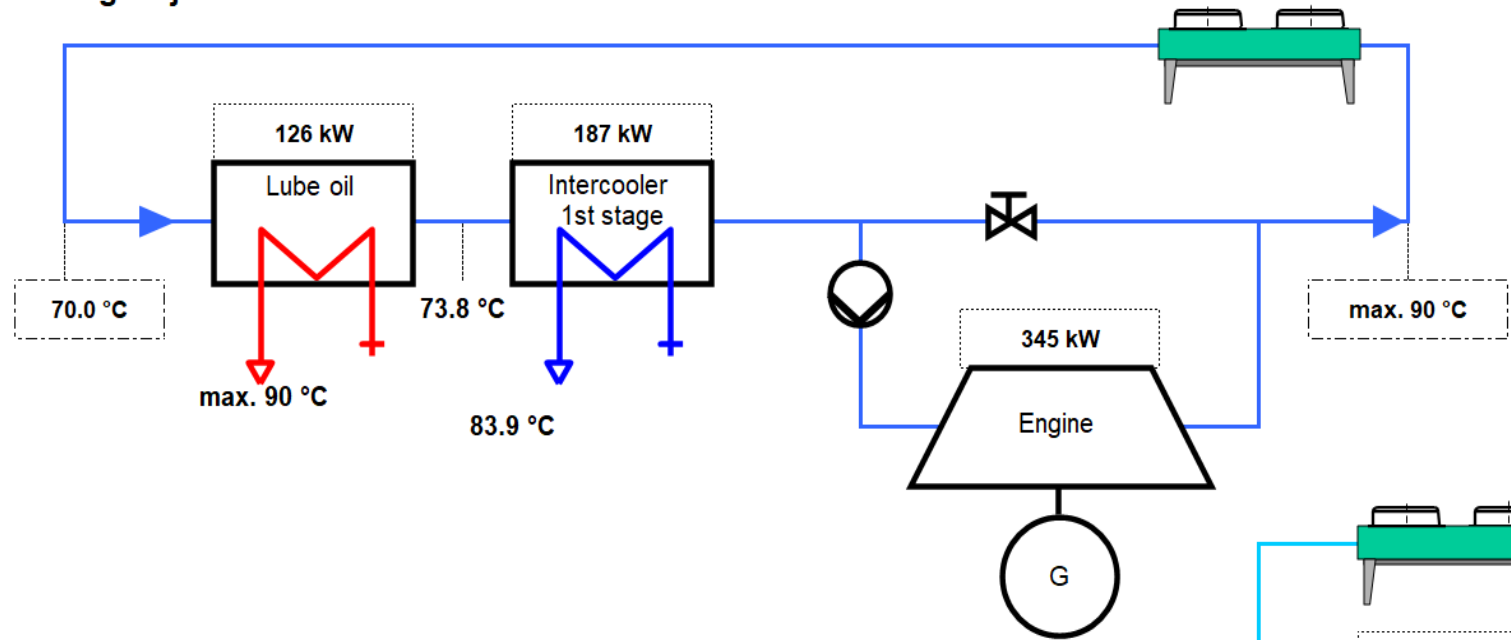 126 kW
187 kW
Lube oil
Intercooler
1st stage
70.0 °C
73.8 °C
max. 90 °C
345 kW
max. 90 °C
83.9 °C
Engine
G